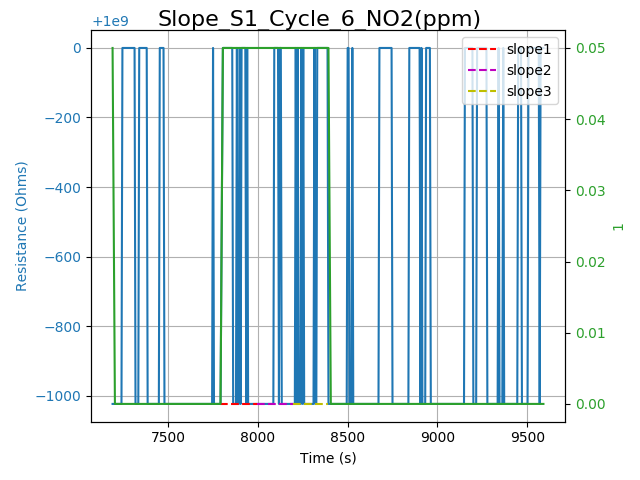 Slope_S1_Cycle_6_NO2(ppm)
+1e9
slope1
slope2
slope3
0
−200
−400
−600
−800
−1000
Resistance (Ohms)
0.05
0.04
0.03
0.02
0.01
0.00
1
7500
8000
8500
9000
9500
Time (s)